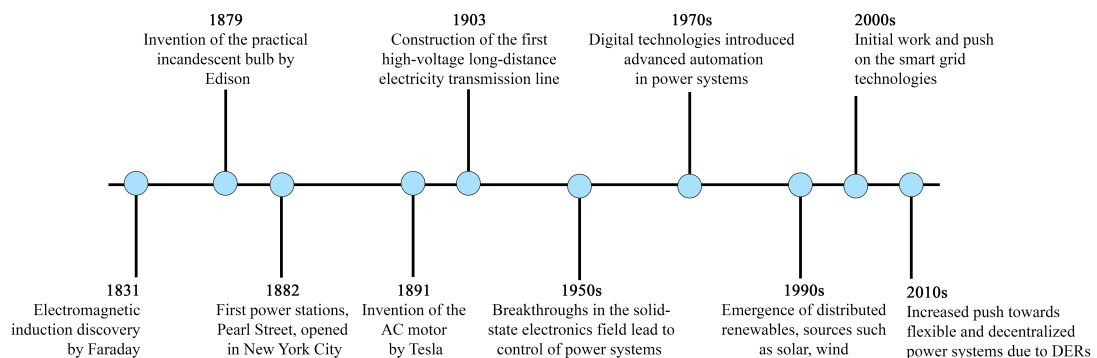 1879
Invention of the practical
incandescent bulb by
Edison
1903
Construction of the first
high-voltage long-distance
electricity transmission line
1970s
Digital technologies introduced
advanced automation
in power systems
2000s
Initial work and push
on the smart grid
technologies
1831
Electromagnetic
induction discovery
by Faraday
1882
First power stations,
Pearl Street, opened
in New York City
1891
Invention of the
AC motor
by Tesla
1950s
Breakthroughs in the solid-
state electronics field lead to
control of power systems
1990s
Emergence of distributed
renewables, sources such
as solar, wind
2010s
Increased push towards
flexible and decentralized
power systems due to DERs